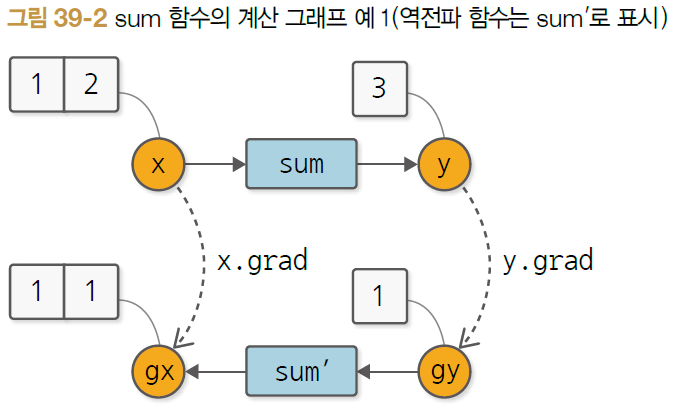 그림 39-2 sum 함수의 계산 그래프 예 1(역전파 함수는 sum′로 표시)
1 2
3
x
sum
y
x.grad
y.grad
1 1
1
gx
sum′
gy